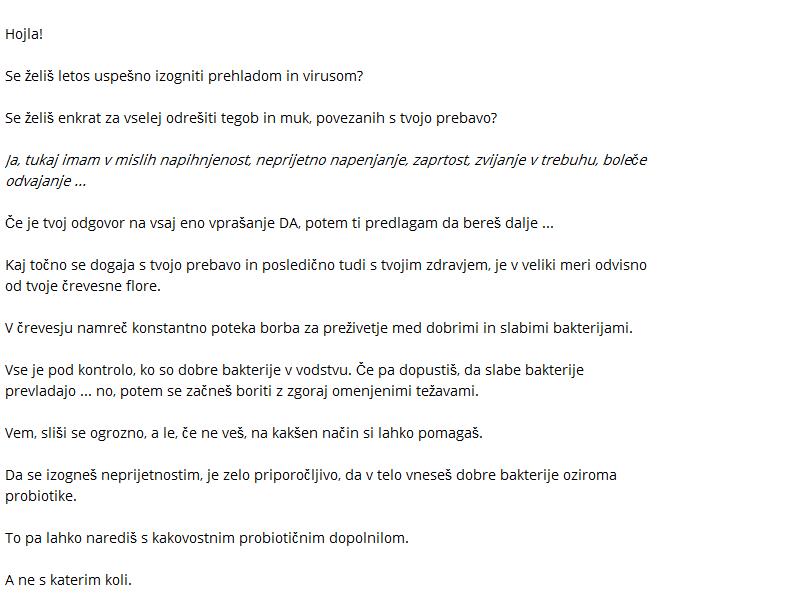 Hojla!
Se želiš letos uspešno izogniti prehladom in virusom?
Se želiš enkrat za vselej odrešiti tegob in muk, povezanih s tvojo prebavo?
Ja, tukaj imam v mislih napihnjenost, neprijetno napenjanje, zaprtost, zvijanje v trebuhu, boleče
odvajanje ...
Če je tvoj odgovor na vsaj eno vprašanje DA, potem ti predlagam da bereš dalje ...
Kaj točno se dogaja s tvojo prebavo in posledično tudi s tvojim zdravjem, je v veliki meri odvisno
od tvoje črevesne flore.
V črevesju namreč konstantno poteka borba za preživetje med dobrimi in slabimi bakterijami.
Vse je pod kontrolo, ko so dobre bakterije v vodstvu. Če pa dopustiš, da slabe bakterije
prevladajo ... no, potem se začneš boriti z zgoraj omenjenimi težavami.
Vem, sliši se ogrozno, a le, če ne veš, na kakšen način si lahko pomagaš.
Da se izogneš neprijetnostim, je zelo priporočljivo, da v telo vneseš dobre bakterije oziroma
probiotike.
To pa lahko narediš s kakovostnim probiotičnim dopolnilom.
A ne s katerim koli.